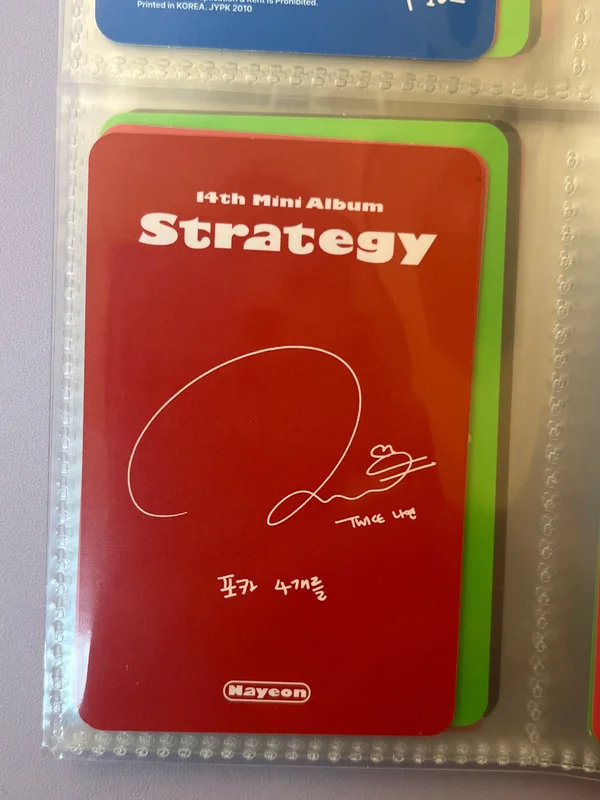 Printed in KOREA. JYPK 2010
14th Mini Album
Strategy
TWICE 나연
포카 4개를
Nayeon